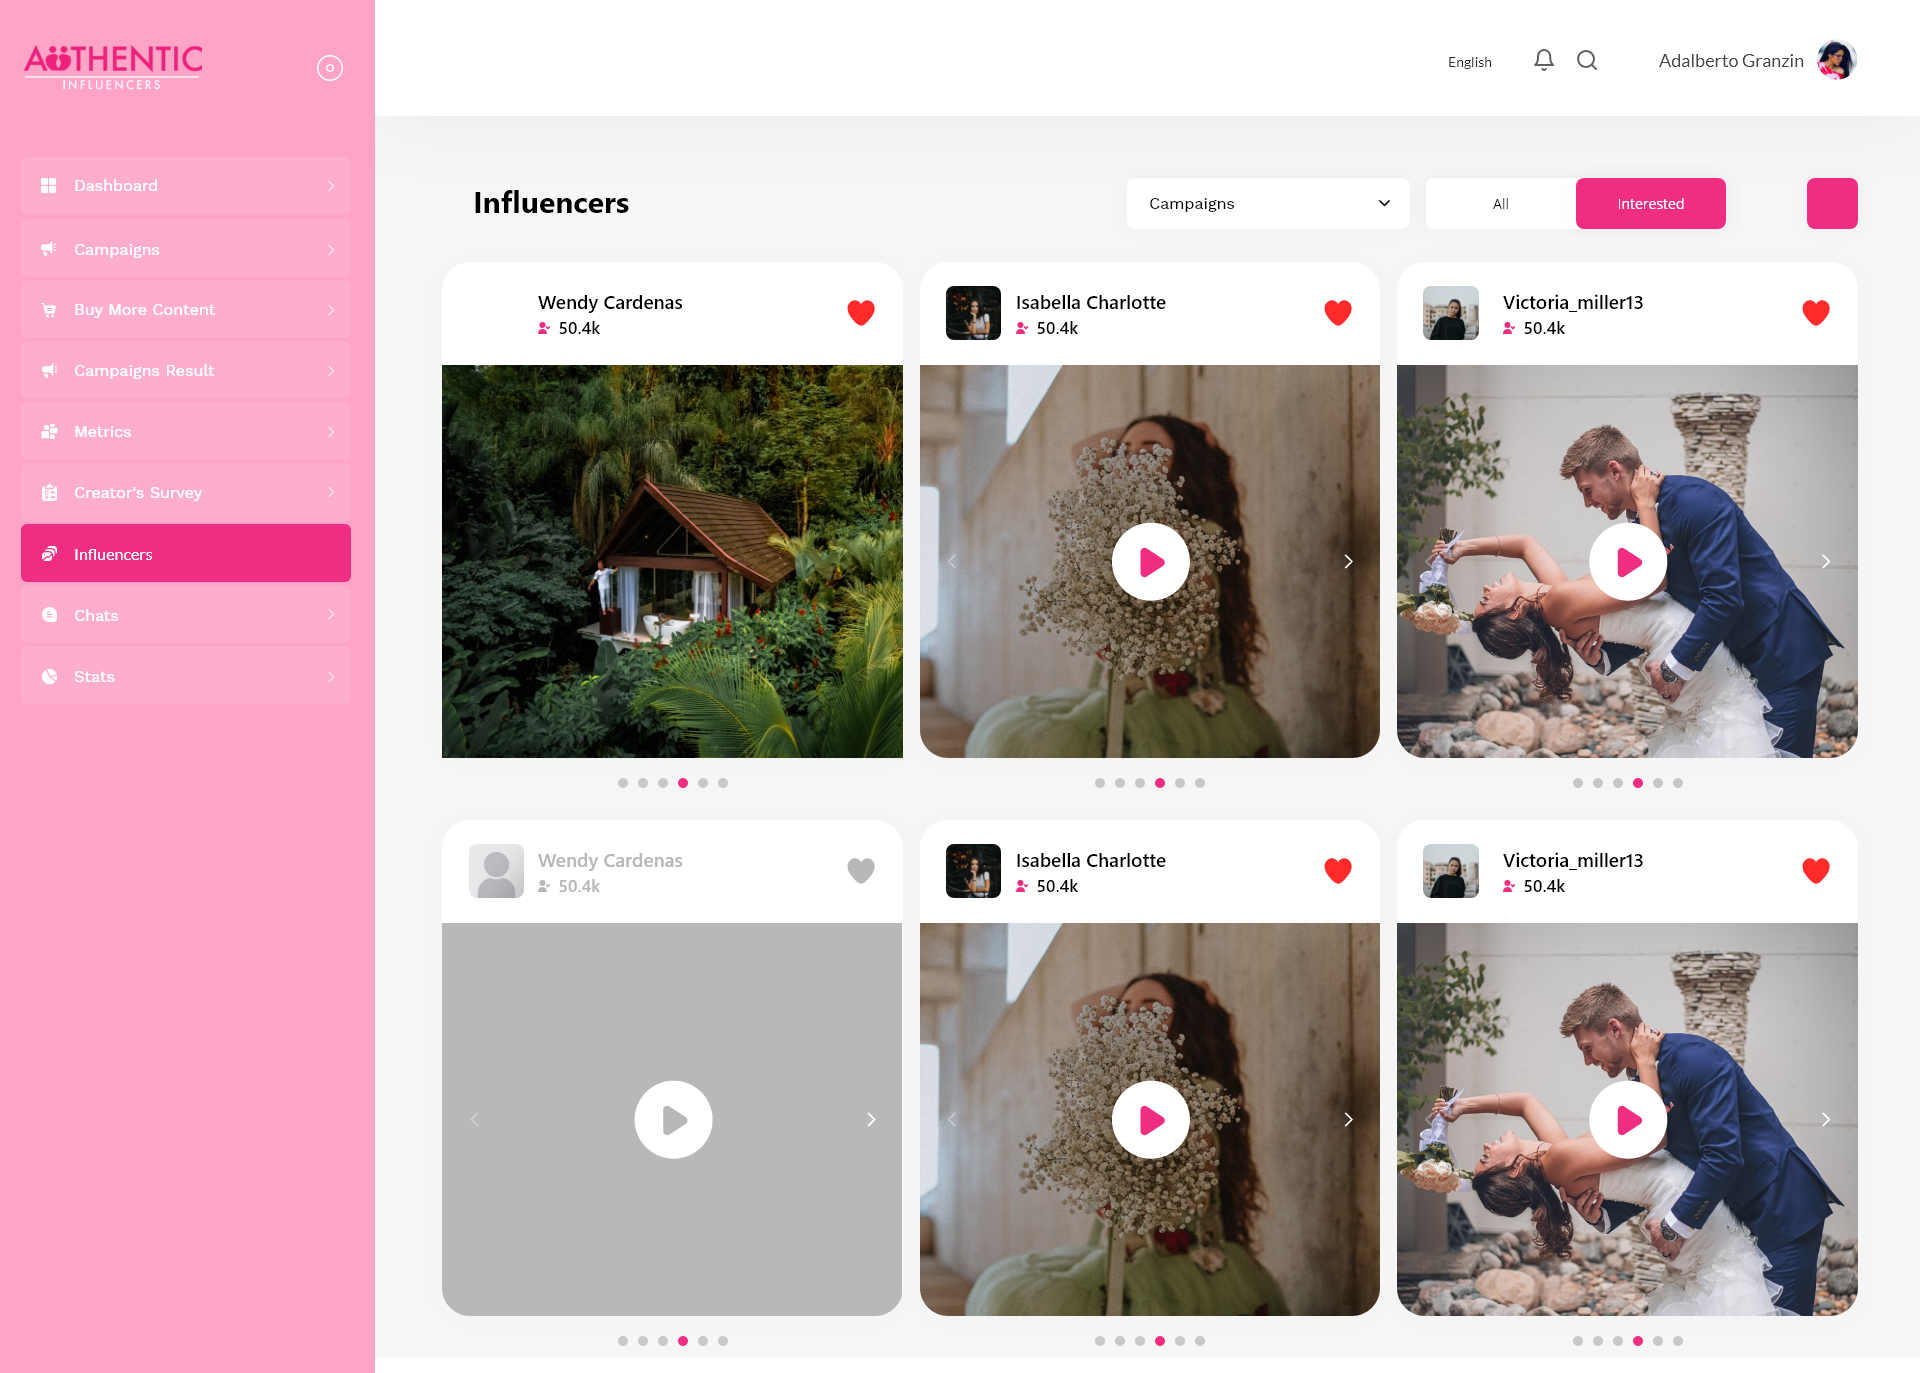 AÜTHENTIC
INFLUENCERS
English
Adalberto Granzin
Dashboard
Campaigns
Buy More Content
Campaigns Result
Metrics
Creator's Survey
Influencers
Chats
Stats
Influencers
Campaigns
All
Interested
Wendy Cardenas
50.4k
Isabella Charlotte
50.4k
Victoria_miller13
50.4k
Wendy Cardenas
50.4k
Isabella Charlotte
50.4k
Victoria_miller13
50.4k